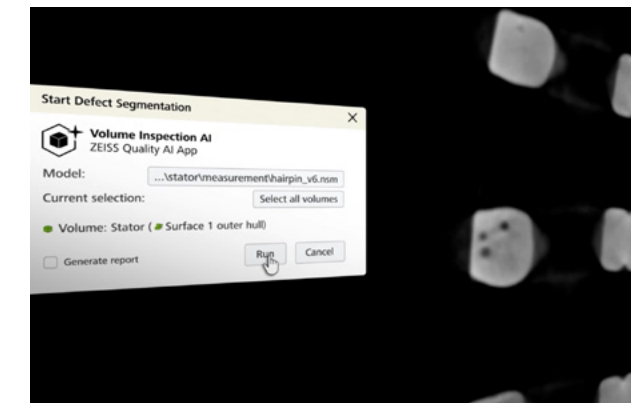 Start Defect Segmentation
Volume Inspection AI
ZEISS Quality AI App
Model: ...\stator\measurement\hairpin_v6.nsm
Current selection: Select all volumes
Volume: Stator ( Surface 1 outer hull)
Generate report Run Cancel